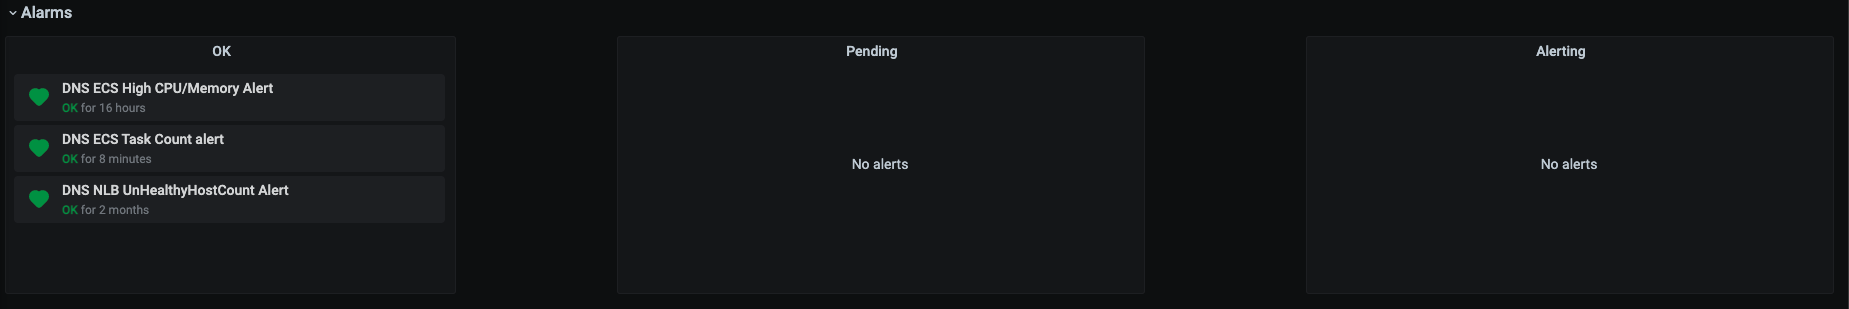 Alarms
OK
DNS ECS High CPU/Memory Alert
OK for 16 hours
DNS ECS Task Count alert
OK for 8 minutes
DNS NLB UnHealthyHostCount Alert
OK for 2 months
Pending
No alerts
Alerting
No alerts